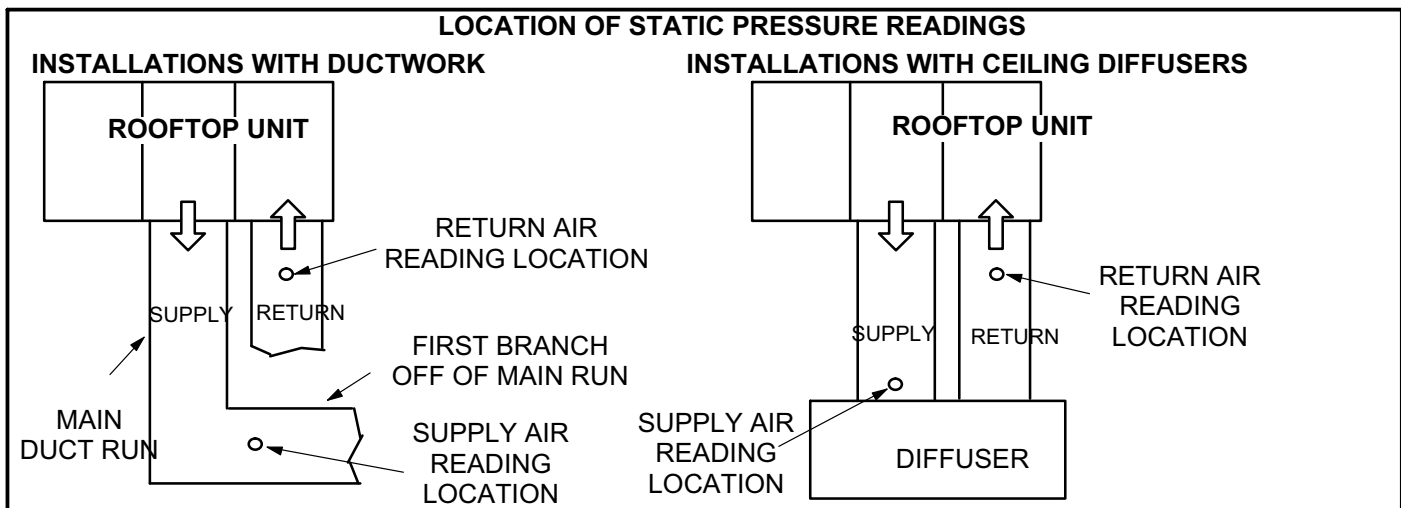 LOCATION OF STATIC PRESSURE READINGS
INSTALLATIONS WITH DUCTWORK
ROOFTOP UNIT
RETURN AIR
READING LOCATION
SUPPLY
RETURN
FIRST BRANCH
OFF OF MAIN RUN
MAIN
DUCT RUN
SUPPLY AIR
READING
LOCATION
INSTALLATIONS WITH CEILING DIFFUSERS
ROOFTOP UNIT
RETURN AIR
READING
LOCATION
SUPPLY
RETURN
SUPPLY AIR
READING
LOCATION
DIFFUSER